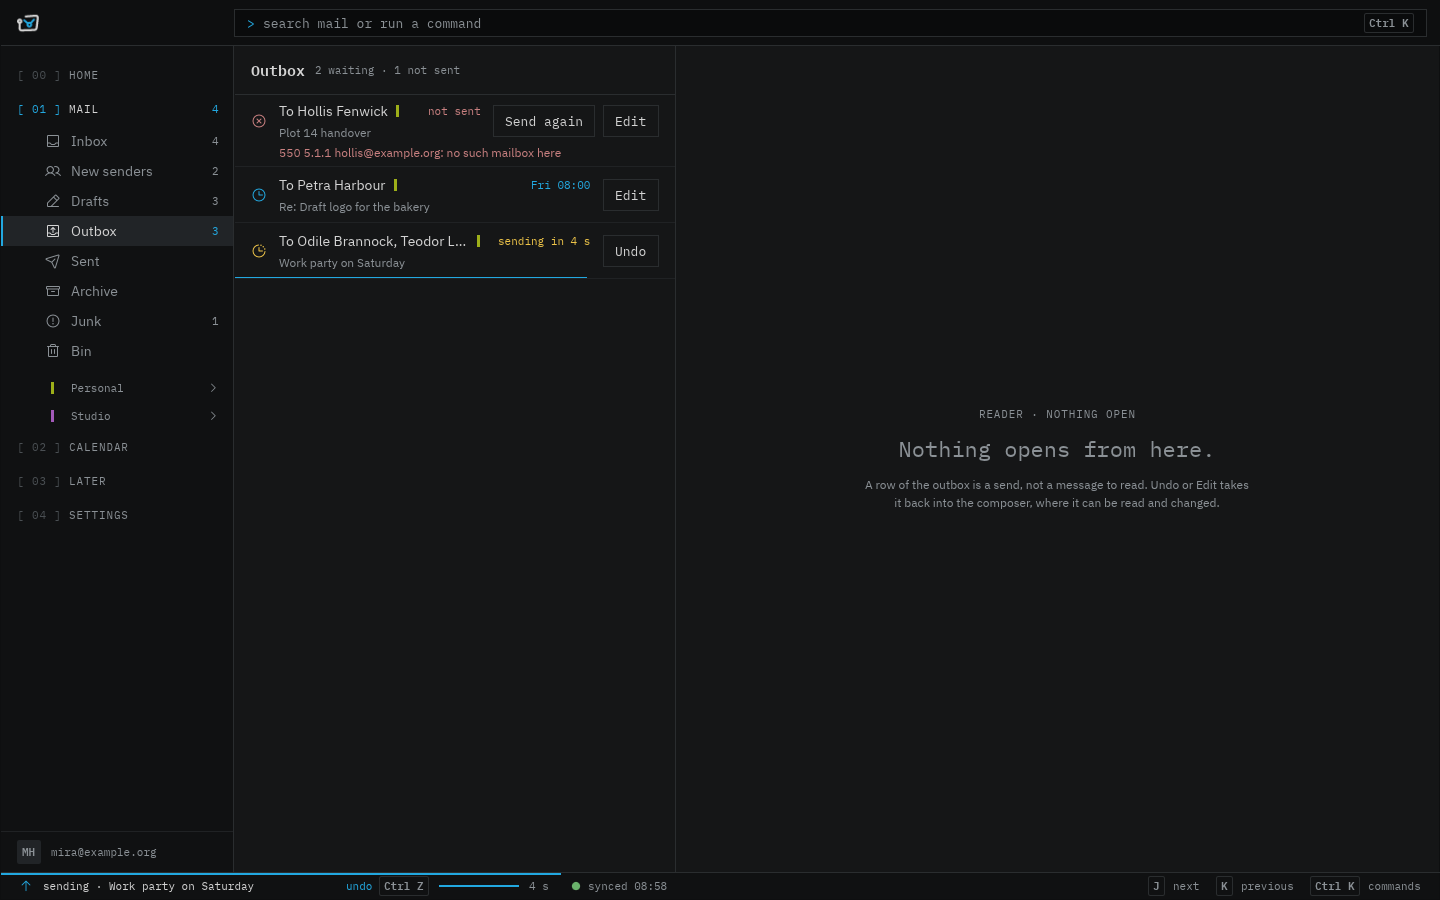 > search mail or run a command Ctrl K
[ 00 ] HOME
[ 01 ] MAIL 4
Inbox 4
New senders 2
Drafts 3
Outbox 3
Sent
Archive
Junk 1
Bin
Personal
Studio
[ 02 ] CALENDAR
[ 03 ] LATER
[ 04 ] SETTINGS
MH mira@example.org
Outbox 2 waiting · 1 not sent
To Hollis Fenwick not sent Send again Edit
Plot 14 handover
550 5.1.1 hollis@example.org: no such mailbox here
To Petra Harbour Fri 08:00 Edit
Re: Draft logo for the bakery
To Odile Brannock, Teodor L… sending in 4 s Undo
Work party on Saturday
READER · NOTHING OPEN
Nothing opens from here.
A row of the outbox is a send, not a message to read. Undo or Edit takes
it back into the composer, where it can be read and changed.
sending · Work party on Saturday undo Ctrl Z 4 s synced 08:58 J next K previous Ctrl K commands